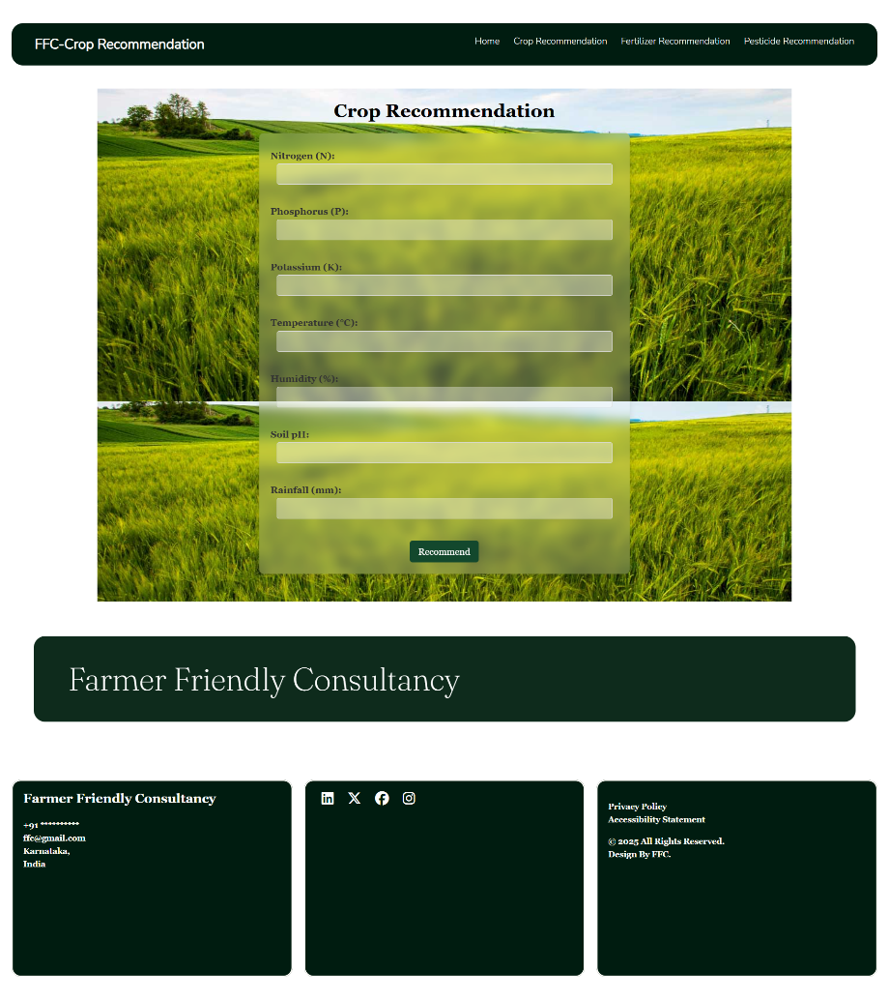 FFC-Crop Recommendation
Home Crop Recommendation Fertilizer Recommendation Pesticide Recommendation
Crop Recommendation
Nitrogen (N):
Phosphorus (P):
Potassium (K):
Temperature (°C):
Humidity (%):
Soil pH:
Rainfall (mm):
Recommend
Farmer Friendly Consultancy
Farmer Friendly Consultancy
+91 **********
ffc@gmail.com
Karnataka,
India
Privacy Policy
Accessibility Statement
© 2025 All Rights Reserved.
Design By FFC.